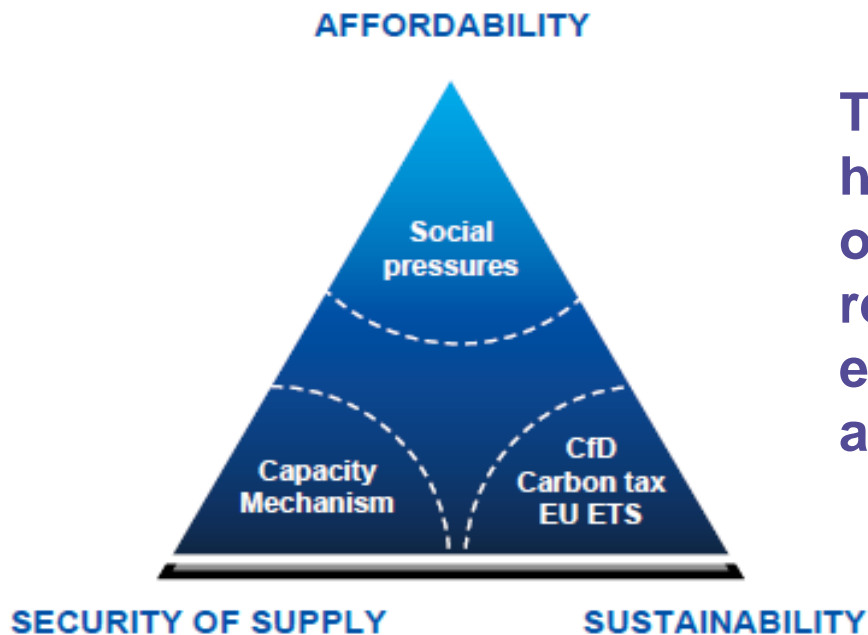 AFFORDABILITY
Social
pressures
Capacity
Mechanism
CfD
Carbon tax
EU ETS
SECURITY OF SUPPLY
SUSTAINABILITY